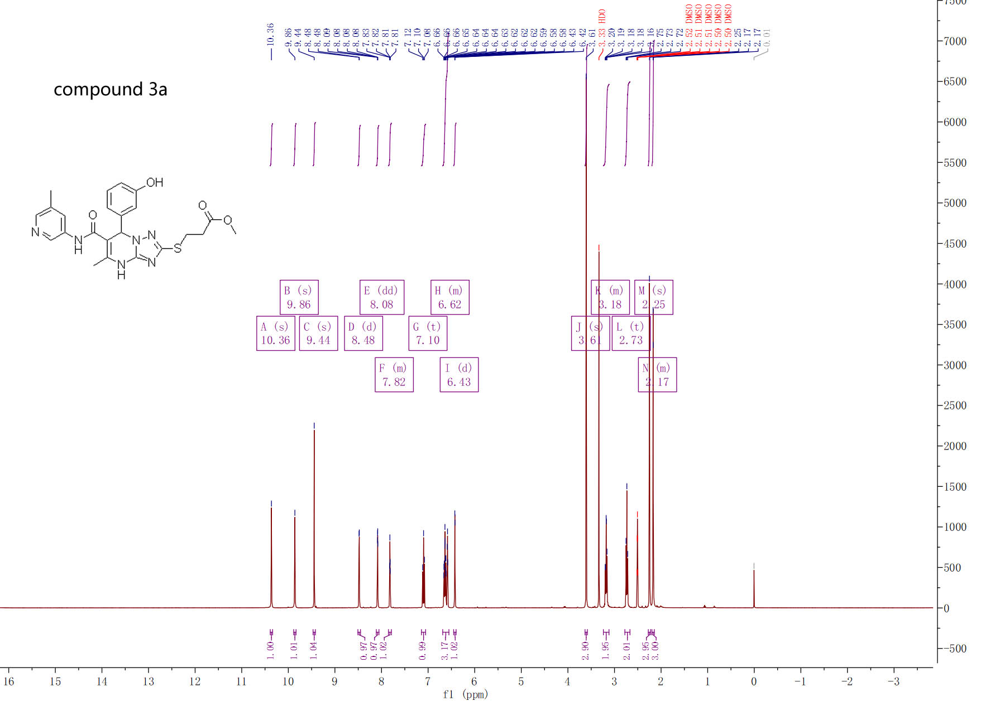 10.36
9.86
9.44
8.48
8.48
8.09
8.08
8.08
8.08
7.83
7.82
7.81
7.81
7.12
7.10
7.08
6.66
6.66
6.66
6.65
6.64
6.64
6.64
6.63
6.62
6.62
6.62
6.59
6.58
6.58
6.43
6.42
3.61
3.33 HDO
3.20
3.19
3.18
3.18
3.16
2.75
2.73
2.72
2.52 DMSO
2.51 DMSO
2.51 DMSO
2.50 DMSO
2.50 DMSO
2.25
2.17
2.17
0.01
compound 3a
OH
O
O
O
N
N
H
N
N
N
N
H
S
B (s)
9.86
E (dd)
8.08
H (m)
6.62
K (m)
3.18
M (s)
2.25
A (s)
10.36
C (s)
9.44
D (d)
8.48
G (t)
7.10
J (s)
3.61
L (t)
2.73
F (m)
7.82
I (d)
6.43
N (m)
2.17
7500
7000
6500
6000
5500
5000
4500
4000
3500
3000
2500
2000
1500
1000
500
0
-500
1.00
1.01
1.04
0.97
0.97
1.02
0.99
3.17
1.02
2.90
1.95
2.01
2.95
3.00
16 15 14 13 12 11 10 9 8 7 6 5 4 3 2 1 0 -1 -2 -3
f1 (ppm)